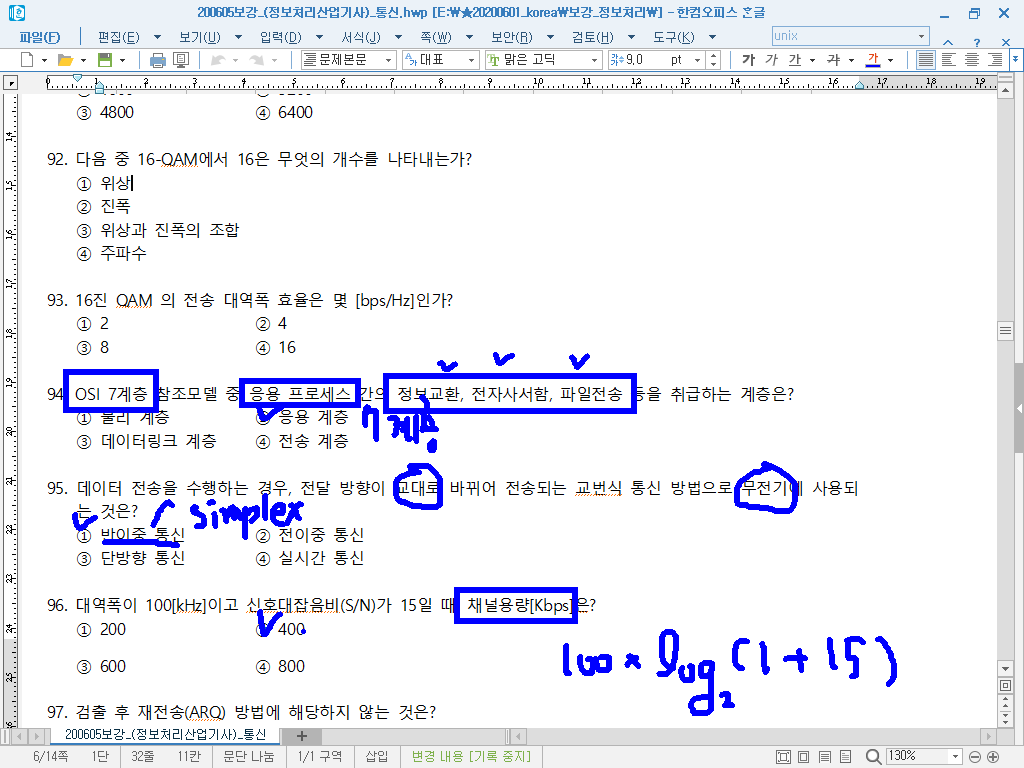 200605보강_(정보처리산업기사)_통신.hwp [E:\★20200601_korea\보강_정보처리\] - 한컴오피스 한글
파일(F) 편집(E) 보기(U) 입력(D) 서식(J) 쪽(W) 보안(R) 검토(H) 도구(K) unix
문제본문 대표 맑은 고딕 9,0 pt 가 가 가 가 가
③ 4800 ④ 6400
92. 다음 중 16-QAM에서 16은 무엇의 개수를 나타내는가?
① 위상
② 진폭
③ 위상과 진폭의 조합
④ 주파수
93. 16진 QAM 의 전송 대역폭 효율은 몇 [bps/Hz]인가?
① 2 ② 4
③ 8 ④ 16
94 OSI 7계층 참조모델 중 응용 프로세스 간의 정보교환, 전자사서함, 파일전송 등을 취급하는 계층은?
① 물리 계층 ② 응용 계층 7계층
③ 데이터링크 계층 ④ 전송 계층
95. 데이터 전송을 수행하는 경우, 전달 방향이 교대로 바뀌어 전송되는 교번식 통신 방법으로 무전기에 사용되
는 것은? simplex
① 반이중 통신 ② 전이중 통신
③ 단방향 통신 ④ 실시간 통신
96. 대역폭이 100[kHz]이고 신호대잡음비(S/N)가 15일 때 채널용량[Kbps]은?
① 200 ② 400
③ 600 ④ 800
100 × log2 (1 + 15)
97. 검출 후 재전송(ARQ) 방법에 해당하지 않는 것은?
200605보강_(정보처리산업기사)_통신
6/14쪽 1단 32줄 11칸 문단 나눔 1/1 구역 삽입 변경 내용 [기록 중지] 130%